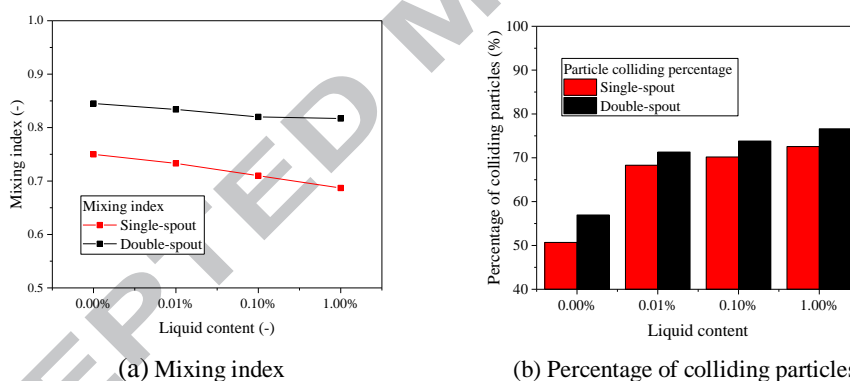 1.0
0.9
0.8
0.7
0.6
0.5
Mixing index (-)
Mixing index
Single-spout
Double-spout
0.00% 0.01% 0.10% 1.00%
Liquid content (-)
(a) Mixing index
100
90
80
70
60
50
40
Percentage of colliding particles (%)
Particle colliding percentage
Single-spout
Double-spout
0.00% 0.01% 0.10% 1.00%
Liquid content
(b) Percentage of colliding particles
EPTED M